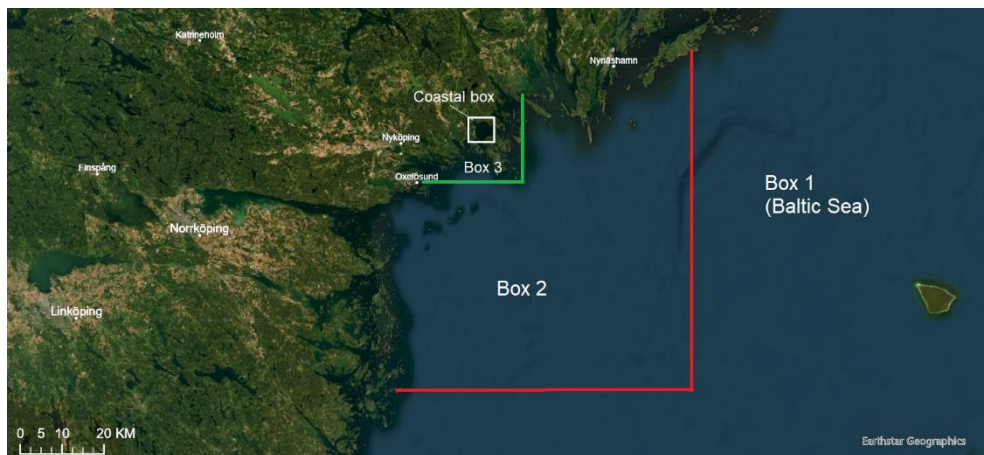 Katrineholm
Nynäshamn
Coastal box
Nyköping
Box 3
Finspång
Oxelösund
Box 1
(Baltic Sea)
Norrköping
Box 2
Linköping
0 5 10 20 KM
Earthstar Geographics